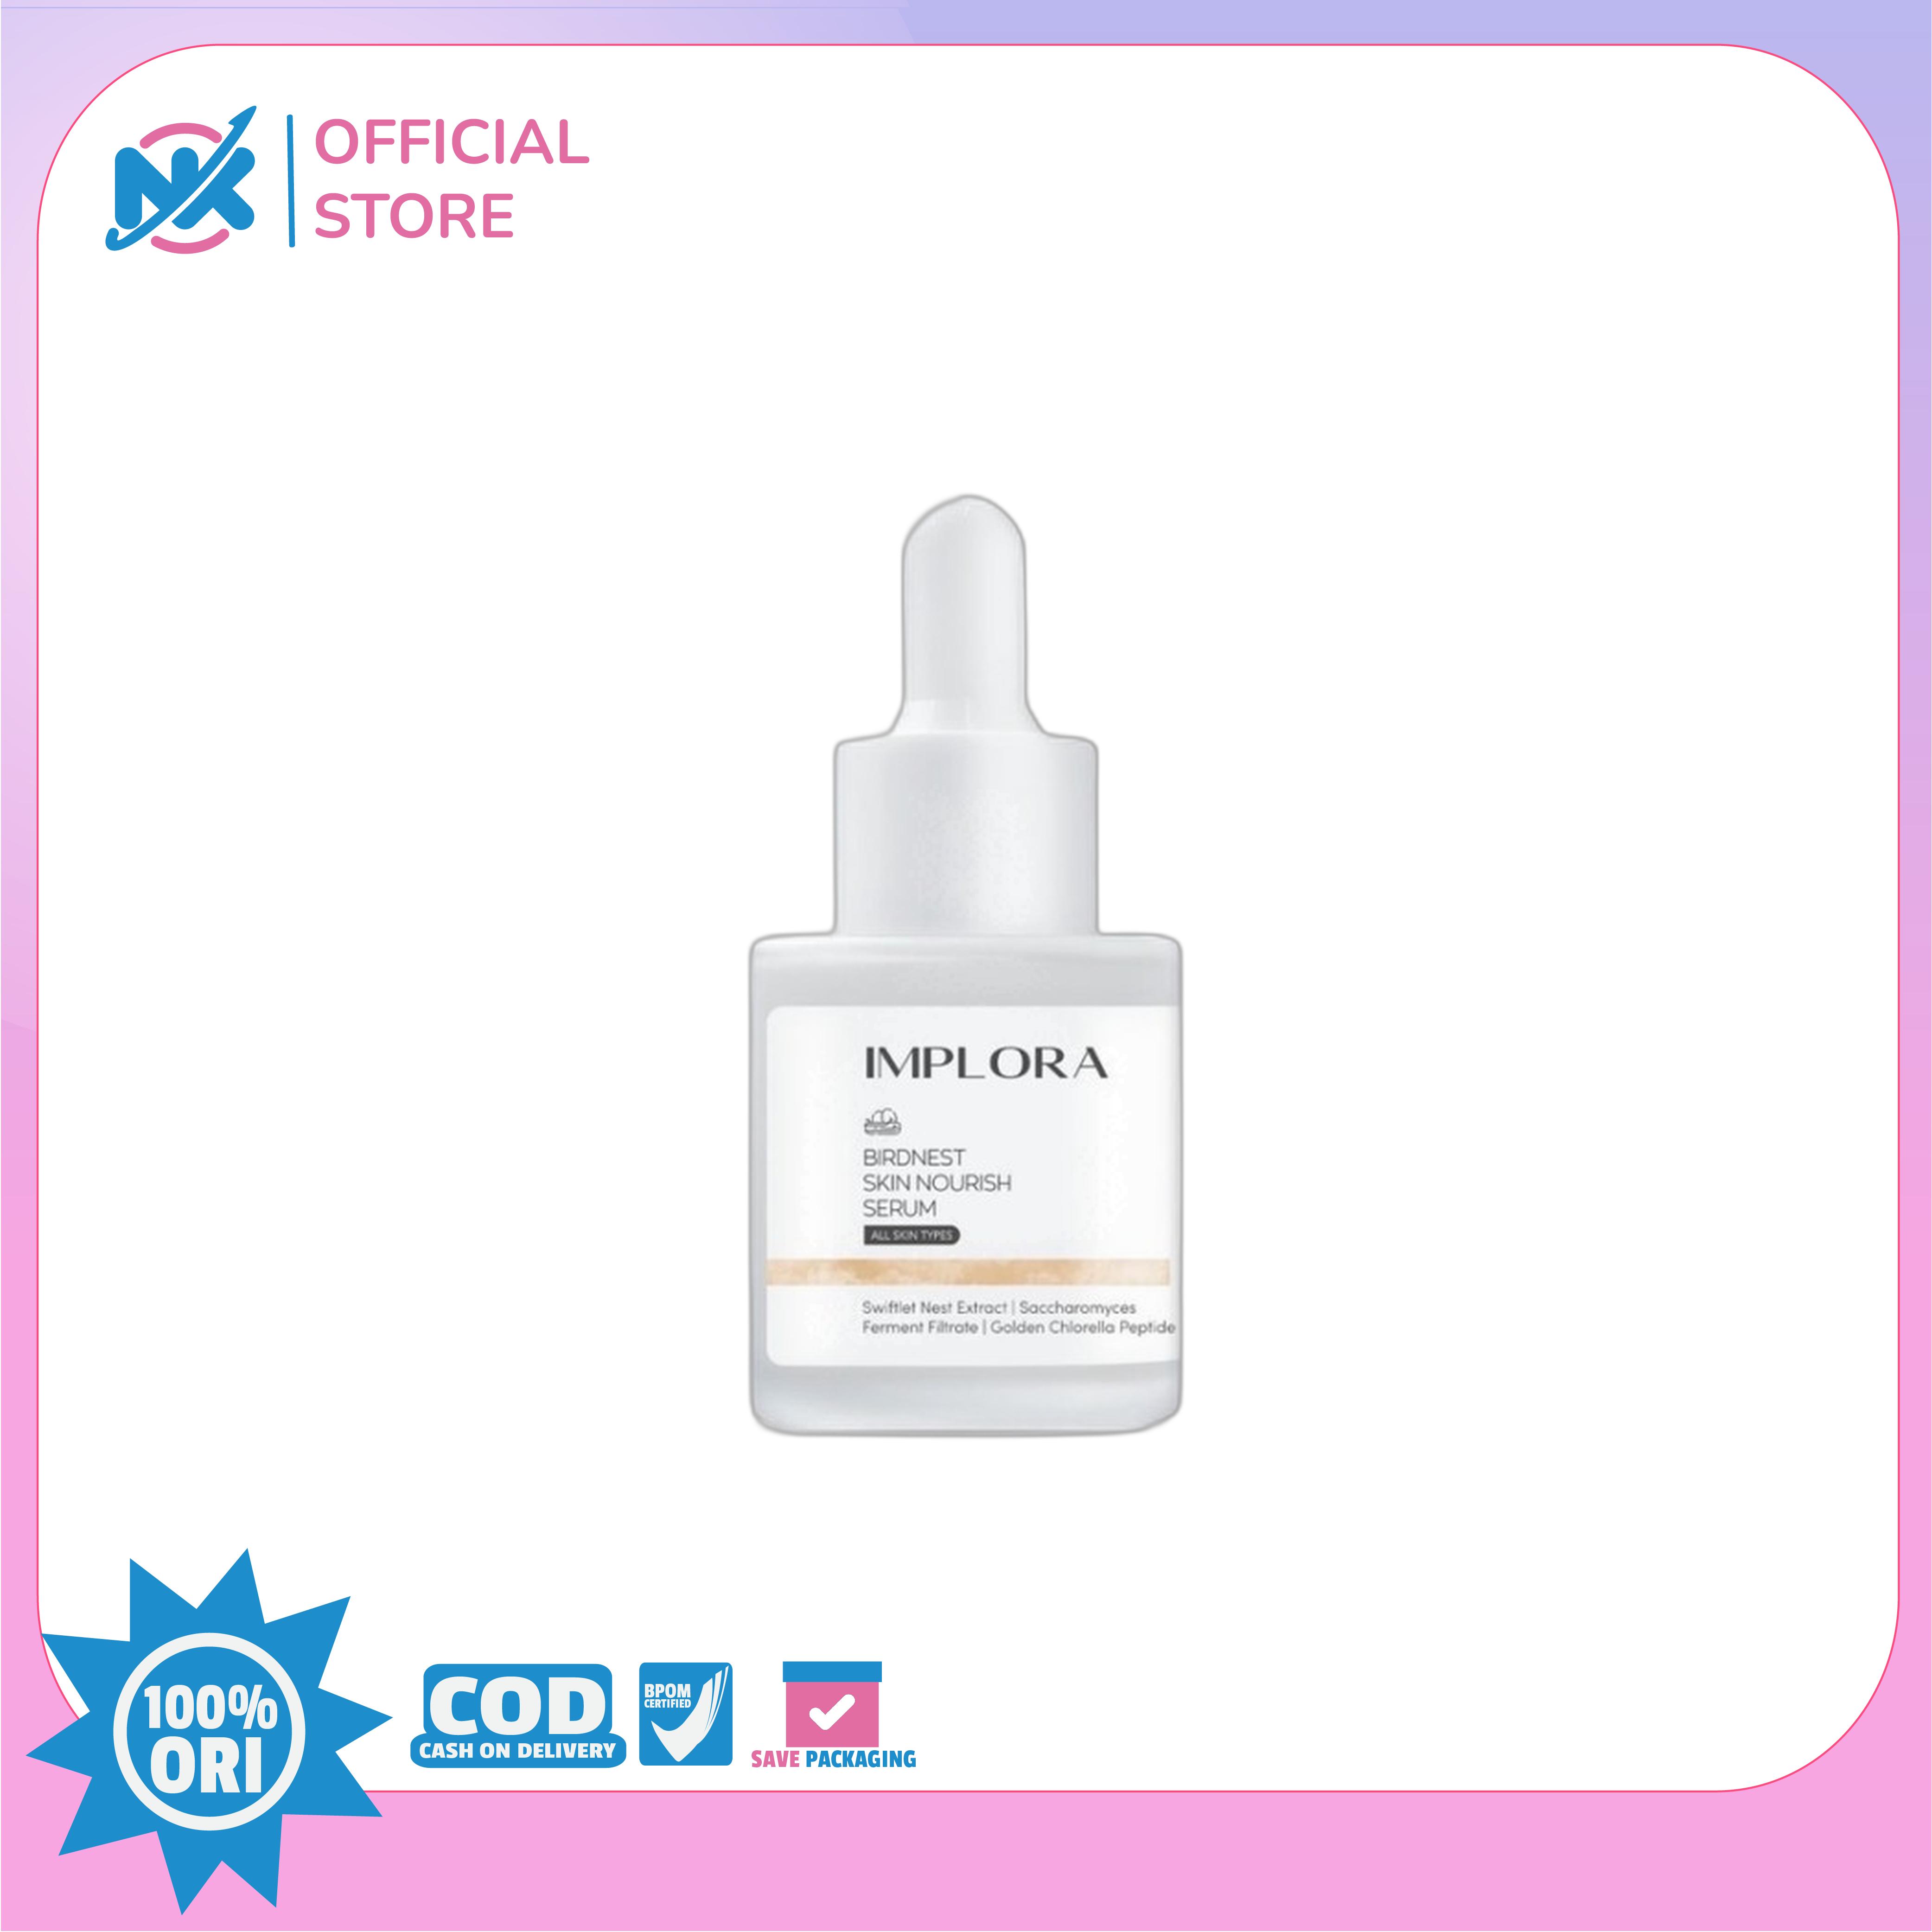 NK
OFFICIAL
STORE
IMPLORA
BIRDNEST
SKIN NOURISH
SERUM
ALL SKIN TYPES
Swiftlet Nest Extract | Saccharomyces
Ferment Filtrate | Golden Chlorella Peptide
100%
ORI
COD
CASH ON DELIVERY
BPOM
CERTIFIED
SAVE PACKAGING